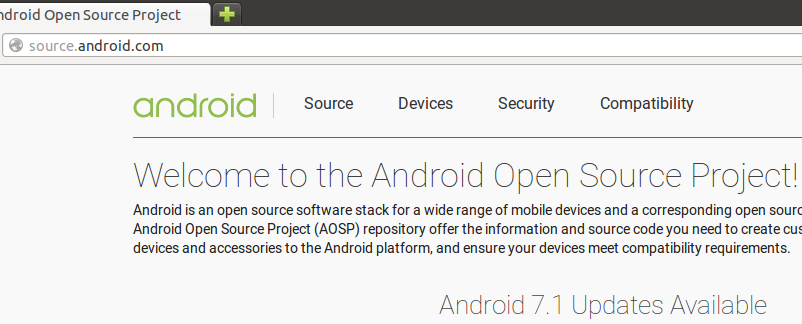 ndroid Open Source Project
source.android.com
android Source Devices Security Compatibility
Welcome to the Android Open Source Project!
Android is an open source software stack for a wide range of mobile devices and a corresponding open sourc
Android Open Source Project (AOSP) repository offer the information and source code you need to create cus
devices and accessories to the Android platform, and ensure your devices meet compatibility requirements.
Android 7.1 Updates Available